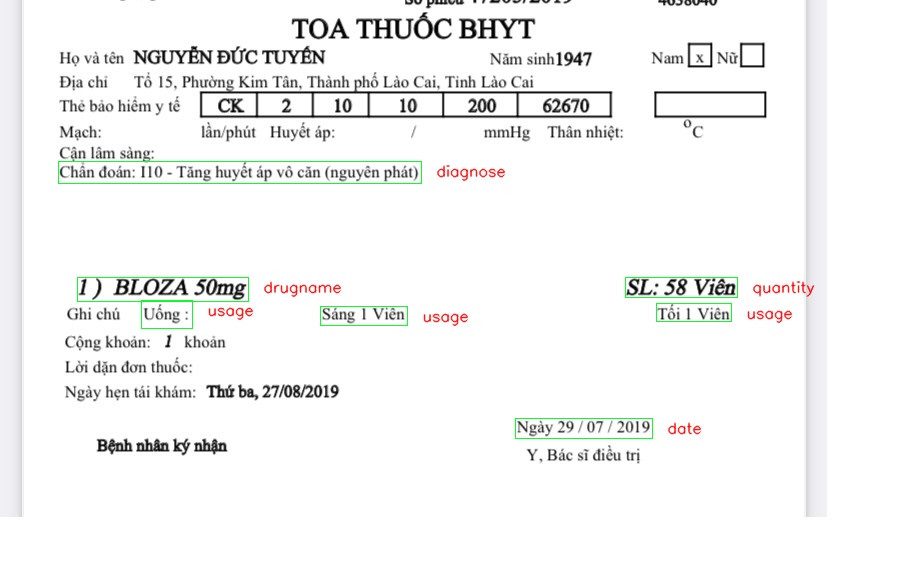 TOA THUỐC BHYT
Họ và tên NGUYỄN ĐỨC TUYẾN Năm sinh 1947 Nam x Nữ
Địa chỉ Tổ 15, Phường Kim Tân, Thành phố Lào Cai, Tỉnh Lào Cai
Thẻ bảo hiểm y tế CK 2 10 10 200 62670
Mạch: lần/phút Huyết áp: / mmHg Thân nhiệt: °C
Cận lâm sàng:
Chẩn đoán: I10 - Tăng huyết áp vô căn (nguyên phát) diagnose
1 ) BLOZA 50mg drugname SL: 58 Viên quantity
Ghi chú Uống : usage Sáng 1 Viên usage Tối 1 Viên usage
Cộng khoản: 1 khoản
Lời dặn đơn thuốc:
Ngày hẹn tái khám: Thứ ba, 27/08/2019
Ngày 29 / 07 / 2019 date
Bệnh nhân ký nhận
Y, Bác sĩ điều trị